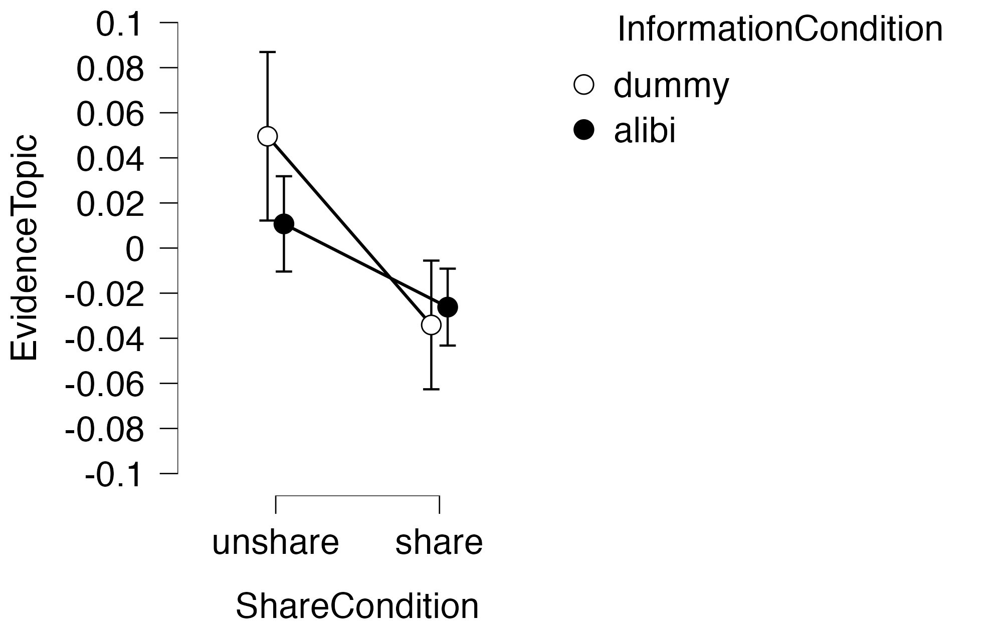 InformationCondition
dummy
alibi
EvidenceTopic
0.1
0.08
0.06
0.04
0.02
0
-0.02
-0.04
-0.06
-0.08
-0.1
unshare share
ShareCondition